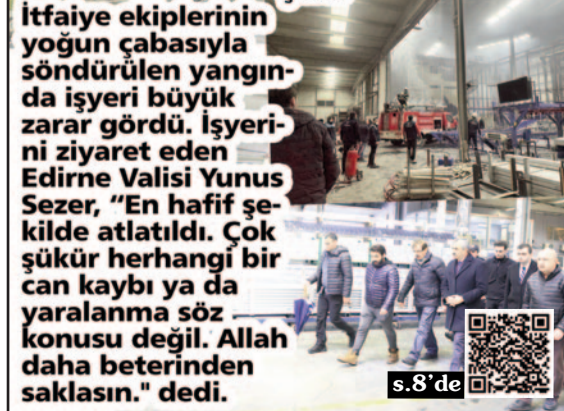 İtfaiye ekiplerinin
yoğun çabasıyla
söndürülen yangın-
da işyeri büyük
zarar gördü. İşyeri-
ni ziyaret eden
Edirne Valisi Yunus
Sezer, “En hafif şe-
kilde atlatıldı. Çok
şükür herhangi bir
can kaybı ya da
yaralanma söz
konusu değil. Allah
daha beterinden
saklasın." dedi.
s.8’de